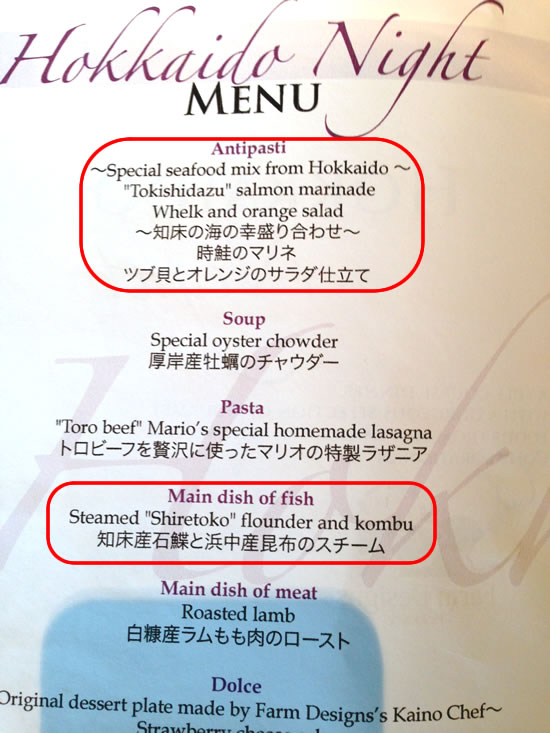 Hokkaido Night
MENU
Antipasti
～Special seafood mix from Hokkaido～
"Tokishidazu" salmon marinade
Whelk and orange salad
～知床の海の幸盛り合わせ～
時鮭のマリネ
ツブ貝とオレンジのサラダ仕立て
Soup
Special oyster chowder
厚岸産牡蠣のチャウダー
Pasta
"Toro beef" Mario's special homemade lasagna
トロビーフを贅沢に使ったマリオの特製ラザニア
Main dish of fish
Steamed "Shiretoko" flounder and kombu
知床産石鰈と浜中産昆布のスチーム
Main dish of meat
Roasted lamb
白糠産ラムもも肉のロースト
Dolce
Original dessert plate made by Farm Designs's Kaino Chef～
Strawberry